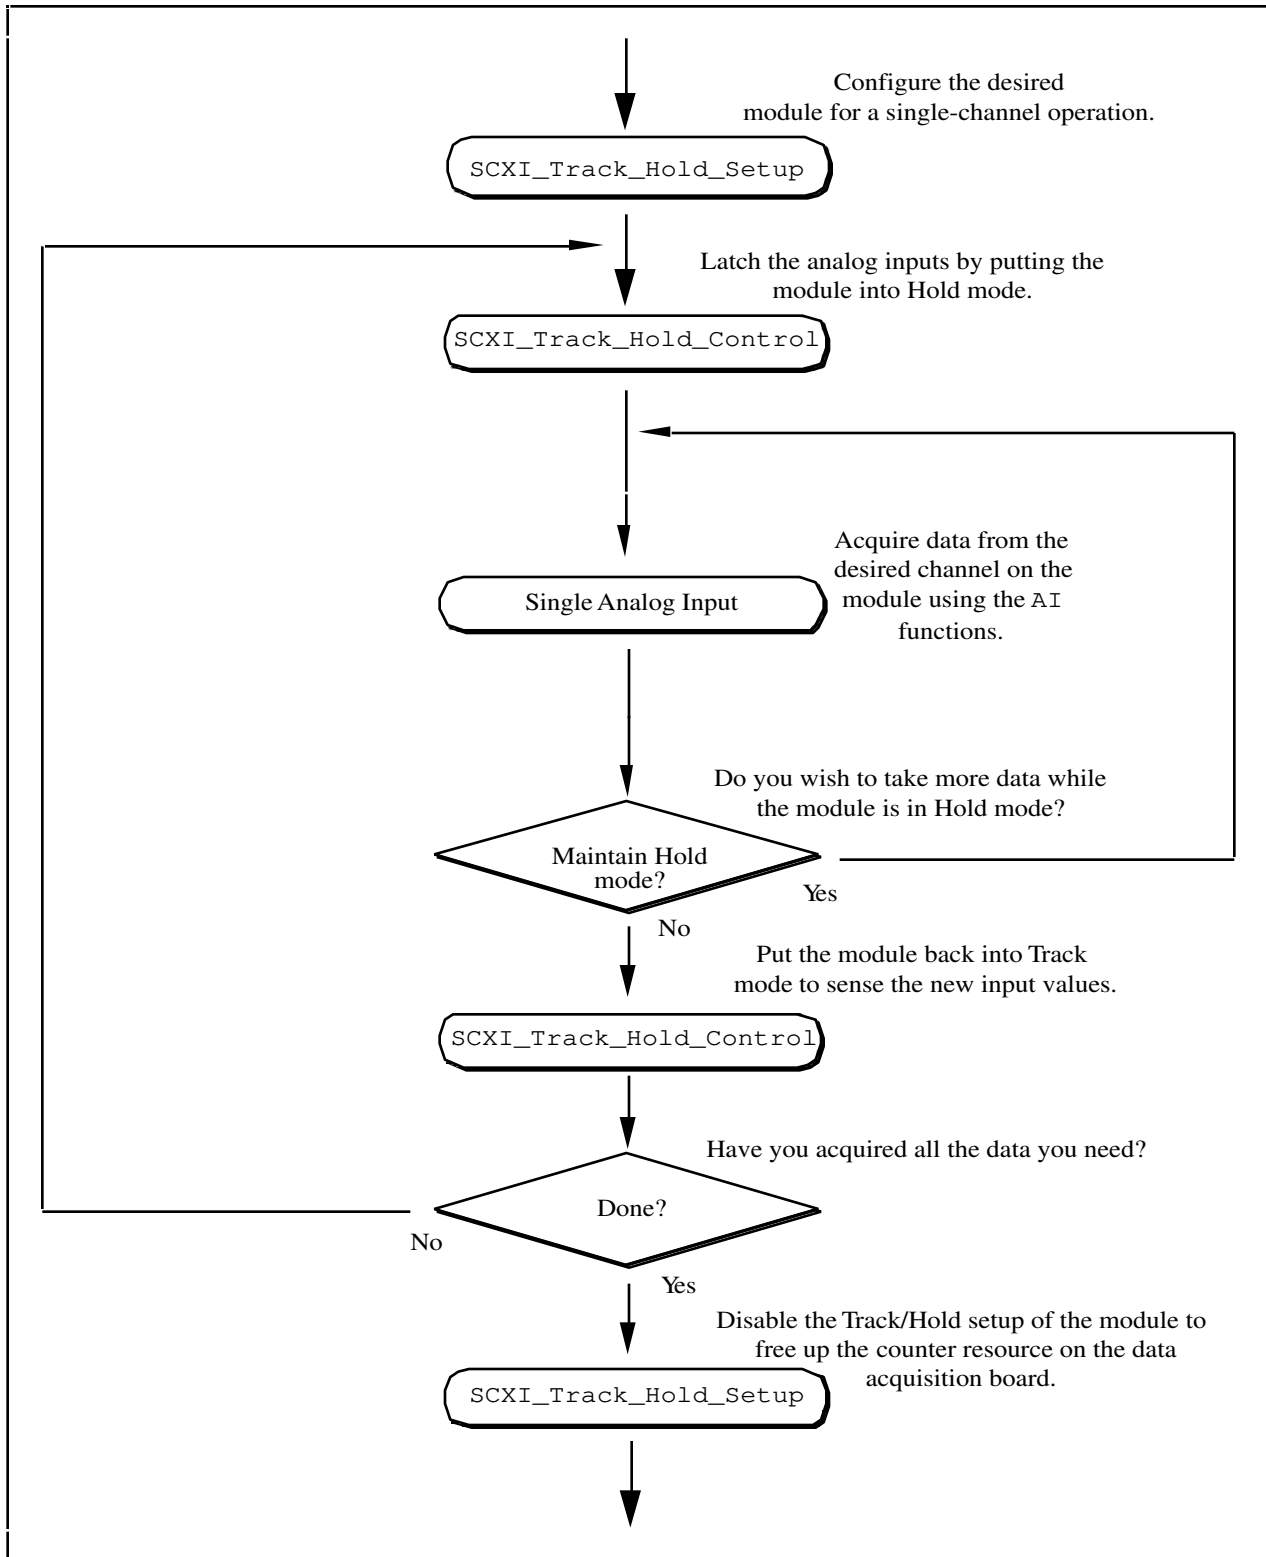 Configure the desired
module for a single-channel operation.
SCXI_Track_Hold_Setup
Latch the analog inputs by putting the
module into Hold mode.
SCXI_Track_Hold_Control
Acquire data from the
desired channel on the
module using the AI
functions.
Single Analog Input
Do you wish to take more data while
the module is in Hold mode?
Maintain Hold
mode?
Yes
No
Put the module back into Track
mode to sense the new input values.
SCXI_Track_Hold_Control
Have you acquired all the data you need?
Done?
No
Yes
Disable the Track/Hold setup of the module to
free up the counter resource on the data
acquisition board.
SCXI_Track_Hold_Setup